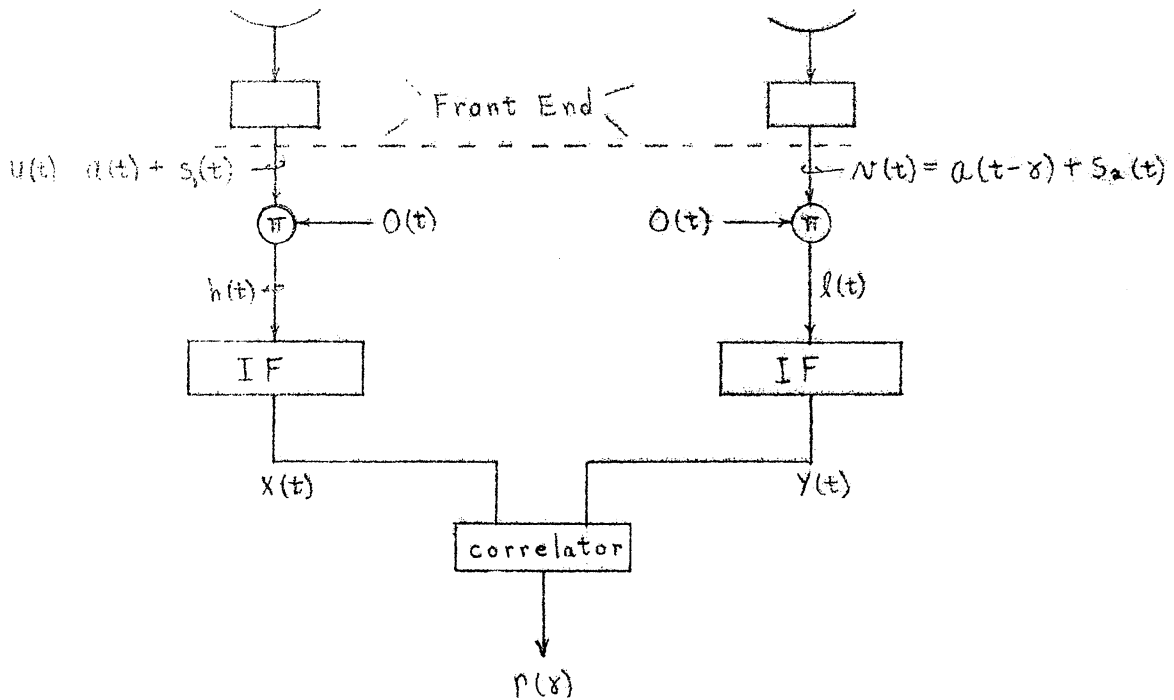 Front End
U(t) a(t) + s₁(t)
v(t) = a(t-γ) + s₂(t)
π
O(t)
O(t)
π
h(t)
l(t)
IF
IF
X(t)
Y(t)
correlator
r(γ)